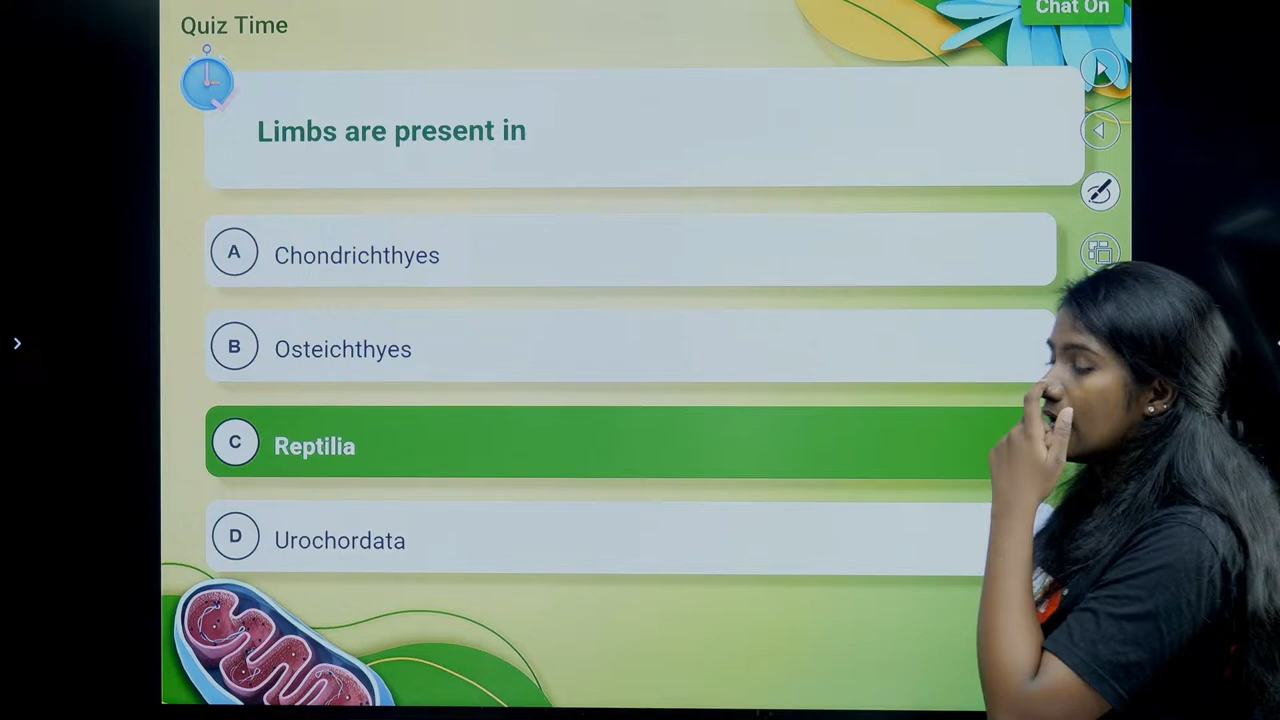 Quiz Time
Chat On
Limbs are present in
A Chondrichthyes
B Osteichthyes
C Reptilia
D Urochordata